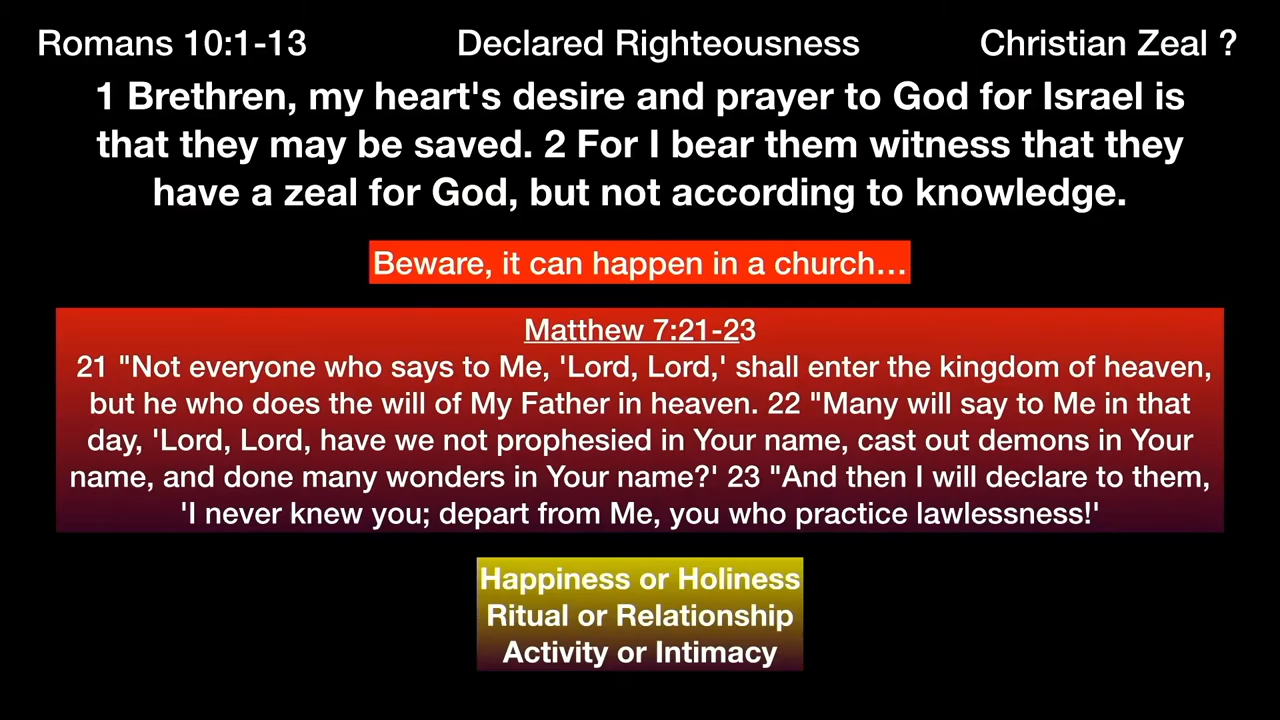 Romans 10:1-13 Declared Righteousness Christian Zeal ?
1 Brethren, my heart's desire and prayer to God for Israel is
that they may be saved. 2 For I bear them witness that they
have a zeal for God, but not according to knowledge.
Beware, it can happen in a church…
Matthew 7:21-23
21 "Not everyone who says to Me, 'Lord, Lord,' shall enter the kingdom of heaven,
but he who does the will of My Father in heaven. 22 "Many will say to Me in that
day, 'Lord, Lord, have we not prophesied in Your name, cast out demons in Your
name, and done many wonders in Your name?' 23 "And then I will declare to them,
'I never knew you; depart from Me, you who practice lawlessness!'
Happiness or Holiness
Ritual or Relationship
Activity or Intimacy